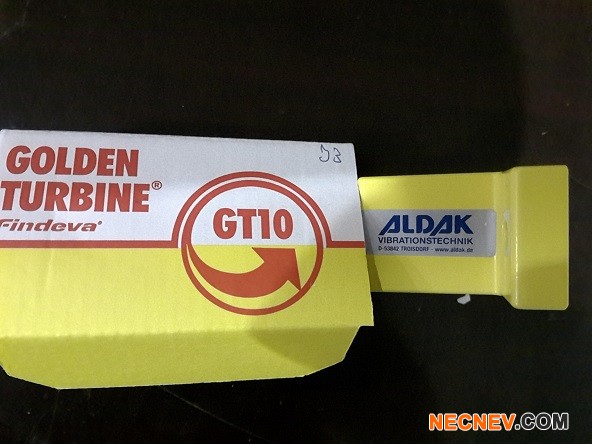 GOLDEN
TURBINE®
Findeva®
GT10
ALDAK
VIBRATIONSTECHNIK
D-53842 TROISDORF - www.aldak.de
NECNEV.COM